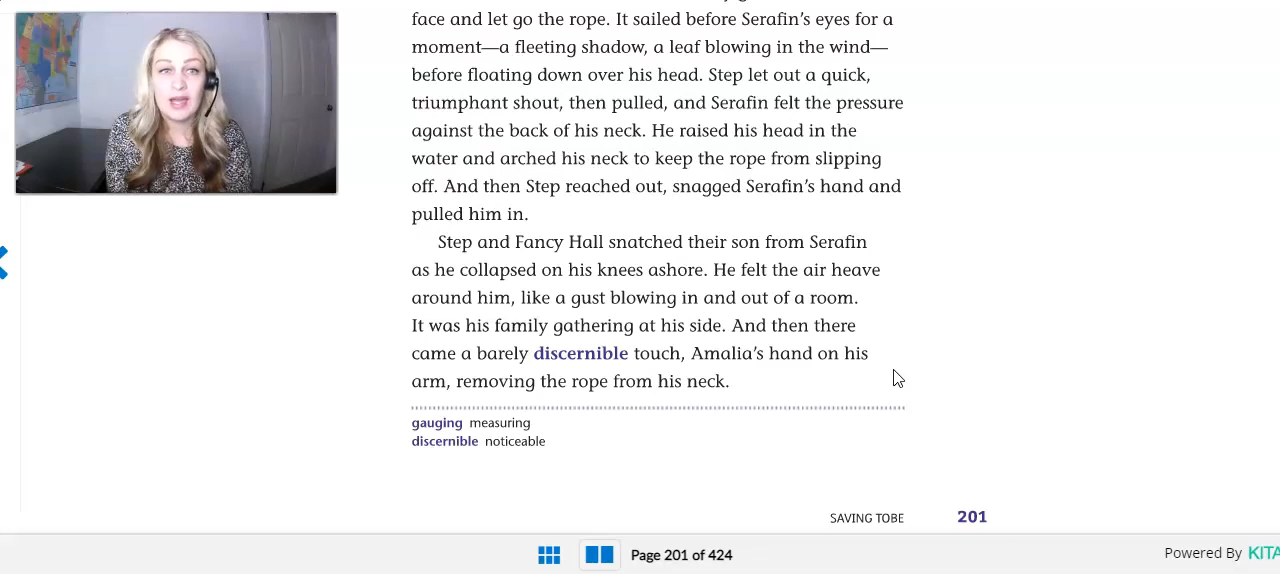 face and let go the rope. It sailed before Serafin's eyes for a
moment—a fleeting shadow, a leaf blowing in the wind—
before floating down over his head. Step let out a quick,
triumphant shout, then pulled, and Serafin felt the pressure
against the back of his neck. He raised his head in the
water and arched his neck to keep the rope from slipping
off. And then Step reached out, snagged Serafin's hand and
pulled him in.
Step and Fancy Hall snatched their son from Serafin
as he collapsed on his knees ashore. He felt the air heave
around him, like a gust blowing in and out of a room.
It was his family gathering at his side. And then there
came a barely discernible touch, Amalia's hand on his
arm, removing the rope from his neck.
gauging measuring
discernible noticeable
SAVING TOBE 201
Page 201 of 424
Powered By KITA